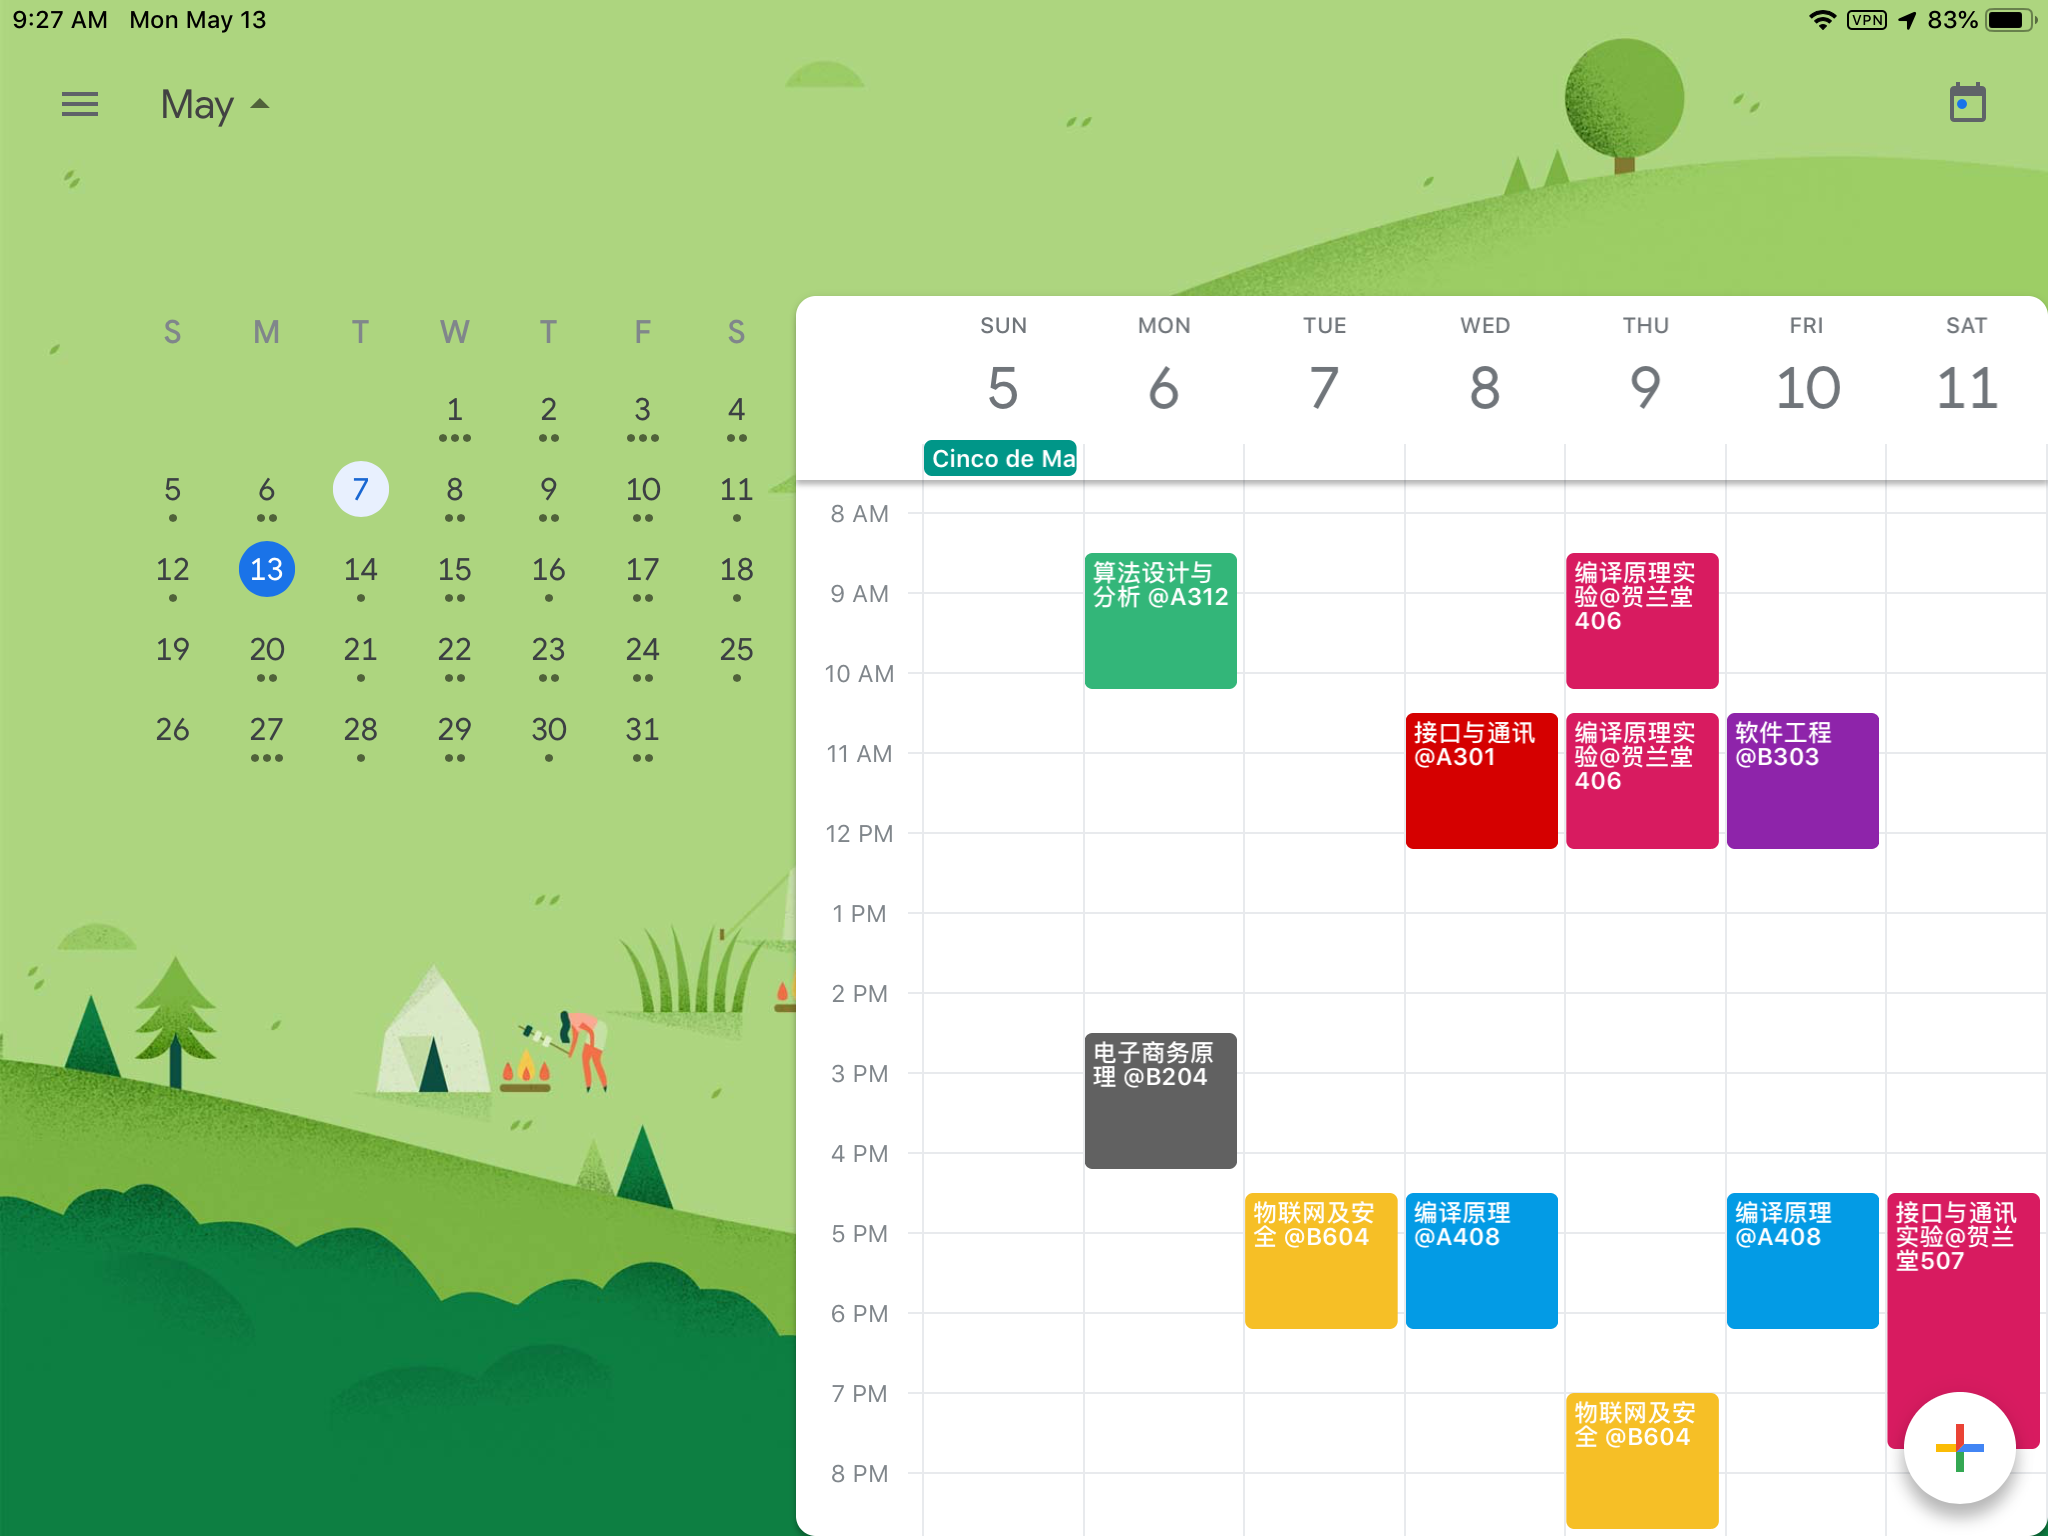 9:27 AM Mon May 13
VPN 83%
May
S M T W T F S
1 2 3 4
5 6 7 8 9 10 11
12 13 14 15 16 17 18
19 20 21 22 23 24 25
26 27 28 29 30 31
SUN MON TUE WED THU FRI SAT
5 6 7 8 9 10 11
Cinco de Ma
8 AM
9 AM
10 AM
11 AM
12 PM
1 PM
2 PM
3 PM
4 PM
5 PM
6 PM
7 PM
8 PM
算法设计与
分析 @A312
电子商务原
理 @B204
物联网及安
全 @B604
接口与通讯
@A301
编译原理
@A408
编译原理实
验@贺兰堂
406
编译原理实
验@贺兰堂
406
物联网及安
全 @B604
软件工程
@B303
编译原理
@A408
接口与通讯
实验@贺兰
堂507